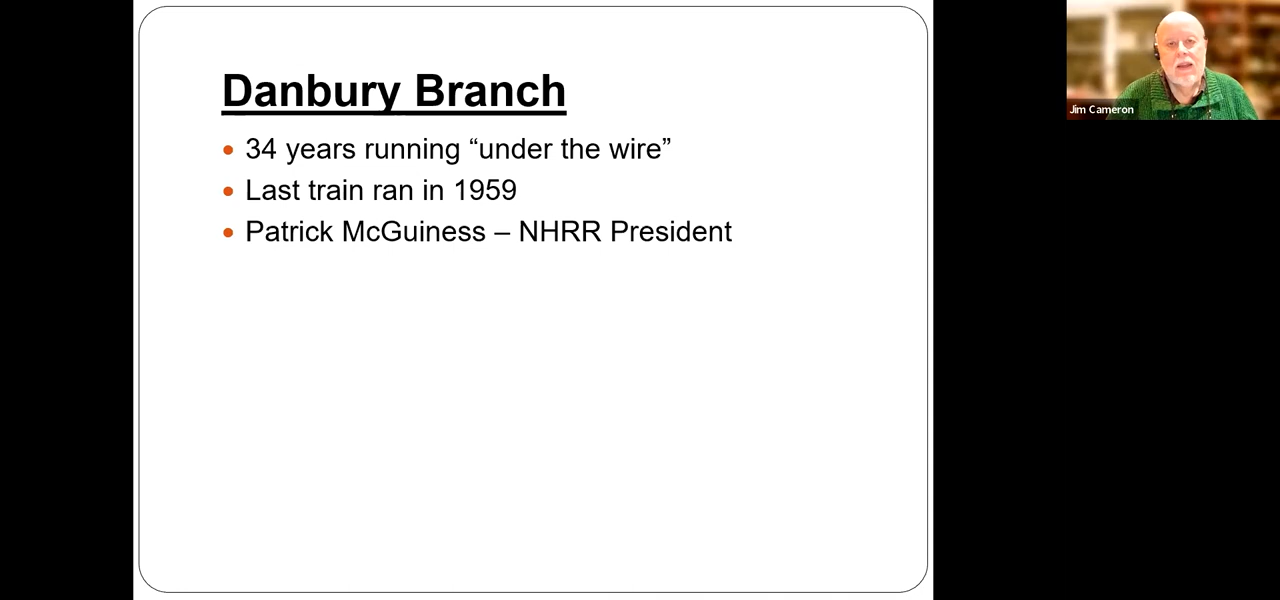 Danbury Branch
• 34 years running “under the wire”
• Last train ran in 1959
• Patrick McGuiness – NHRR President
Jim Cameron